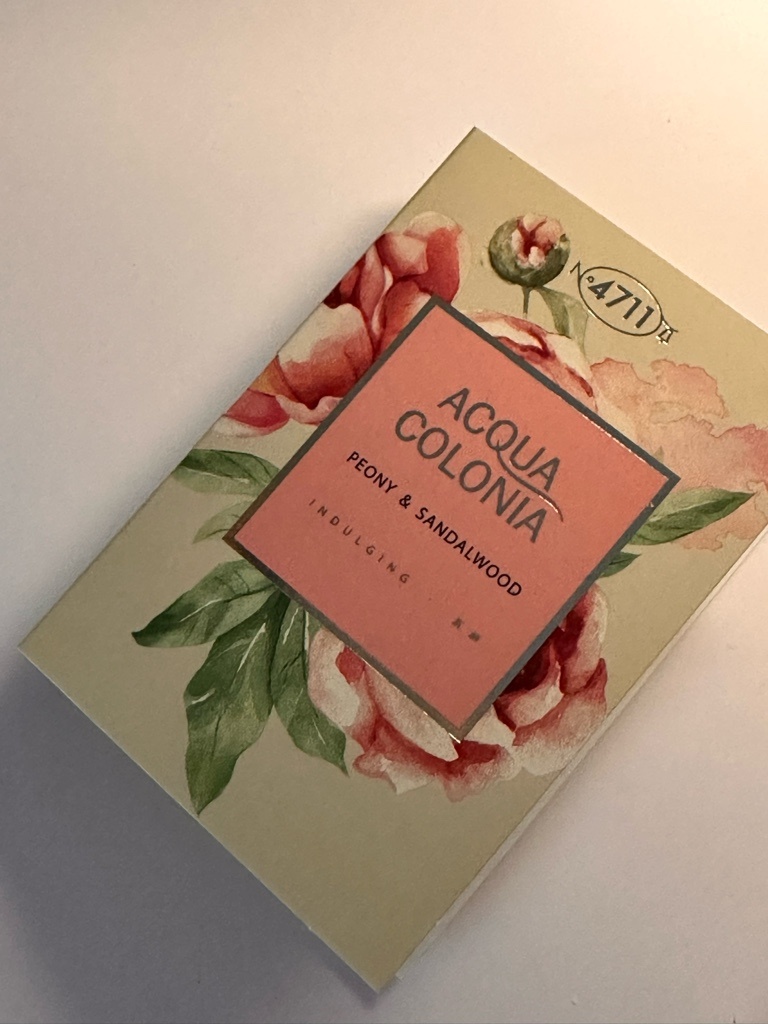 Nº4711
ACQUA
COLONIA
PEONY & SANDALWOOD
INDULGING